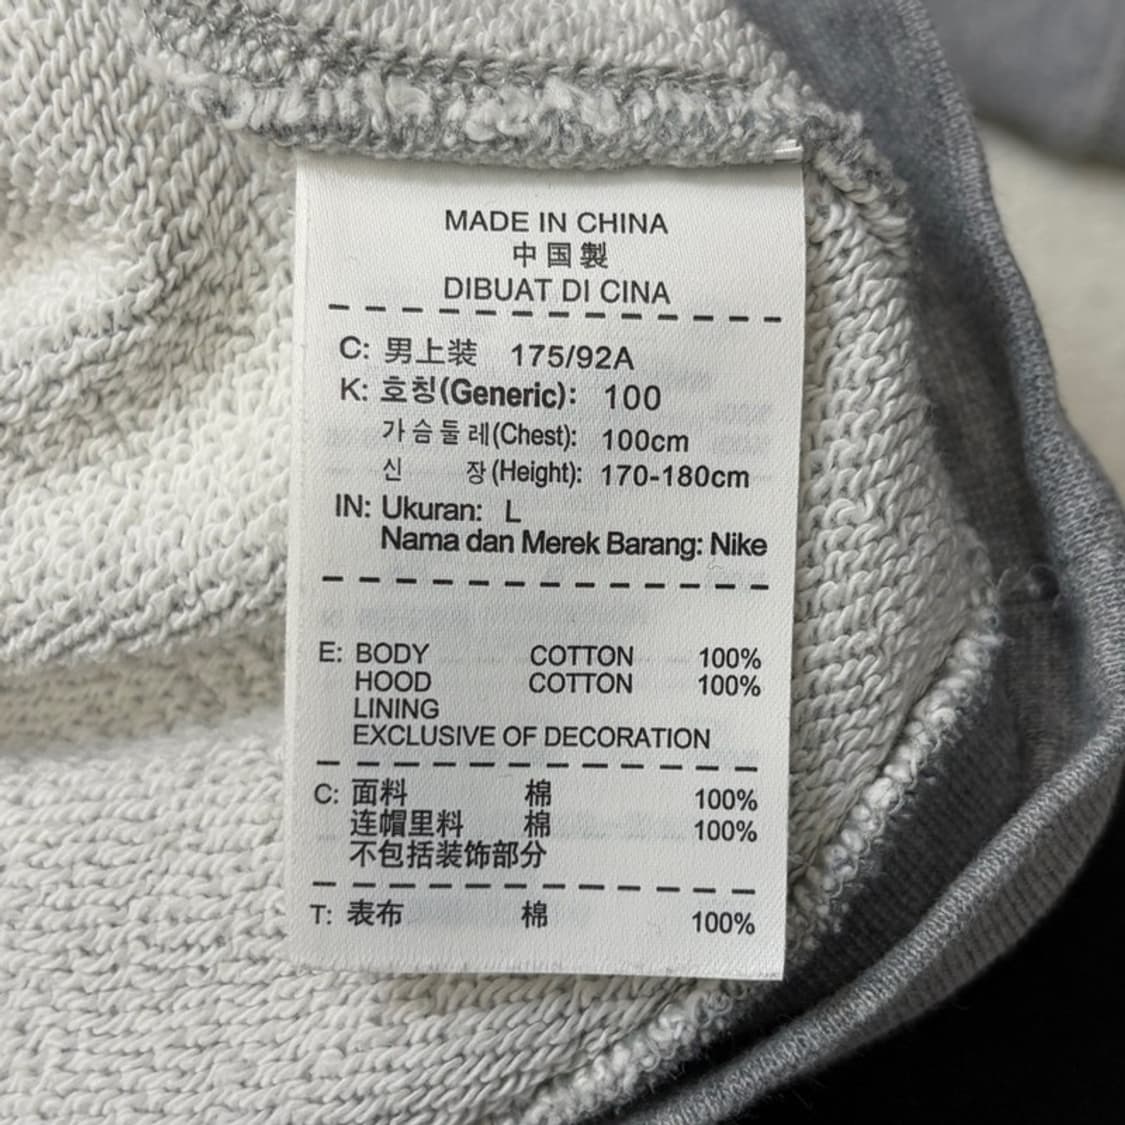 MADE IN CHINA
中国製
DIBUAT DI CINA
C: 男上装 175/92A
K: 호칭(Generic): 100
가슴둘레(Chest): 100cm
신 장(Height): 170-180cm
IN: Ukuran: L
Nama dan Merek Barang: Nike
E: BODY COTTON 100%
HOOD COTTON 100%
LINING
EXCLUSIVE OF DECORATION
C: 面料 棉 100%
连帽里料 棉 100%
不包括装饰部分
T: 表布 棉 100%